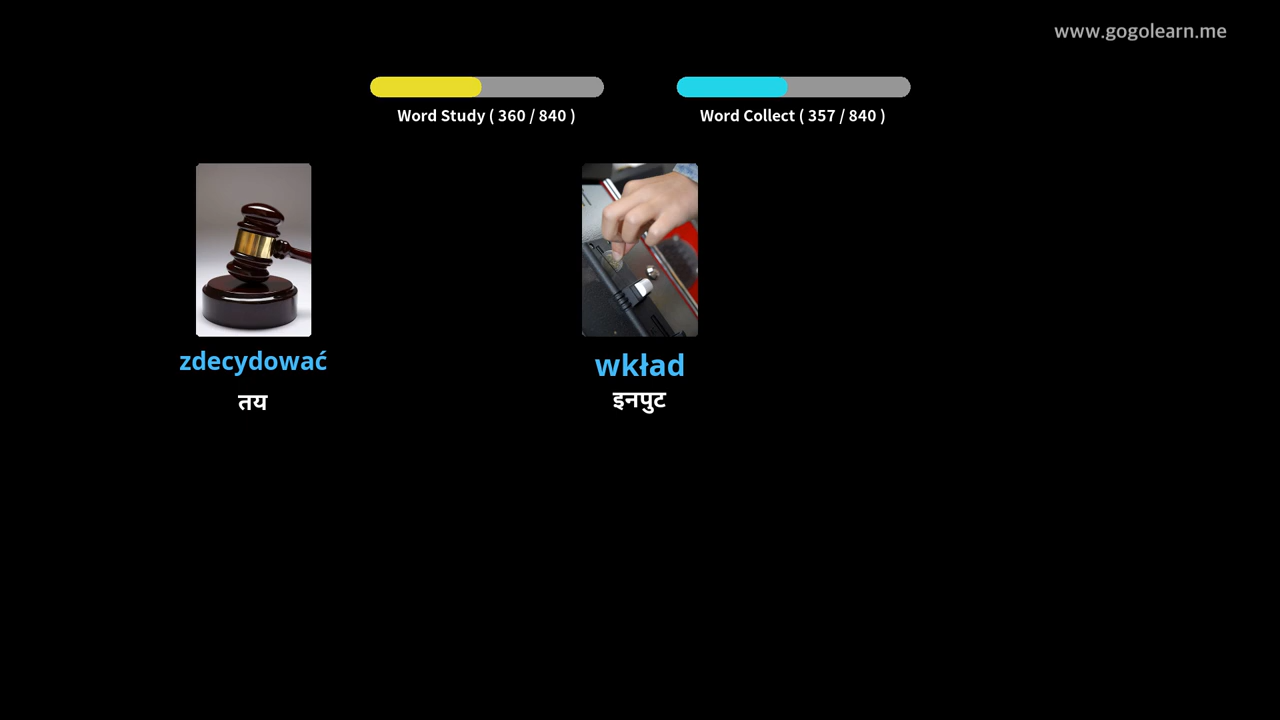 www.gogolearn.me
Word Study ( 360 / 840 )
Word Collect ( 357 / 840 )
zdecydować
तय
wkład
इनपुट